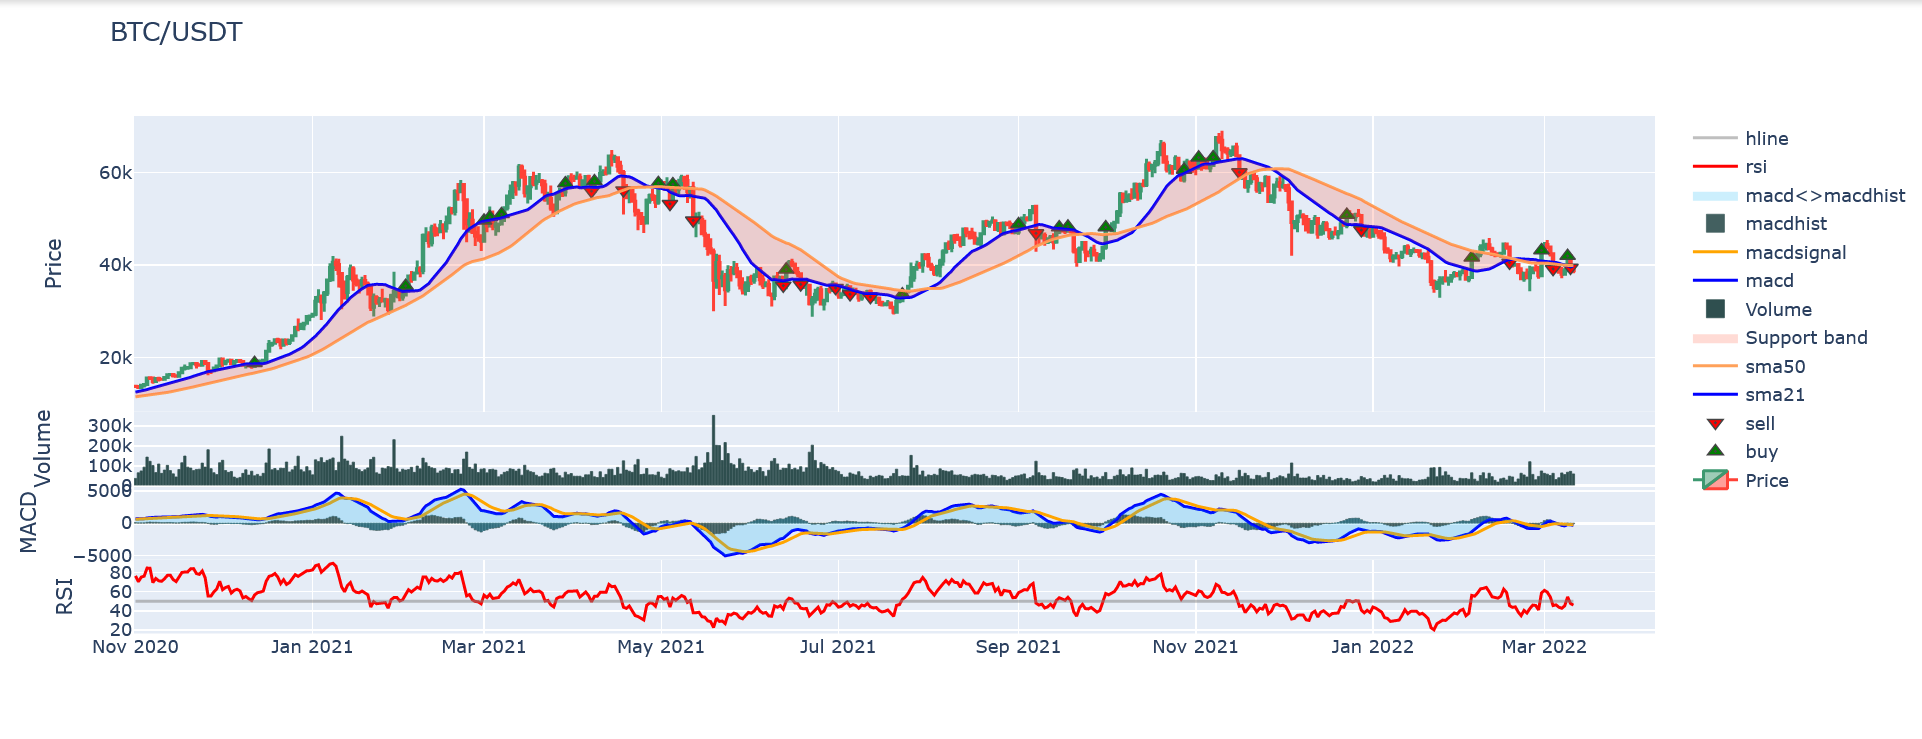 BTC/USDT
Price
60k
40k
20k
Volume
300k
200k
100k
0
MACD
5000
0
−5000
RSI
80
60
40
20
Nov 2020
Jan 2021
Mar 2021
May 2021
Jul 2021
Sep 2021
Nov 2021
Jan 2022
Mar 2022
hline
rsi
macd<>macdhist
macdhist
macdsignal
macd
Volume
Support band
sma50
sma21
sell
buy
Price